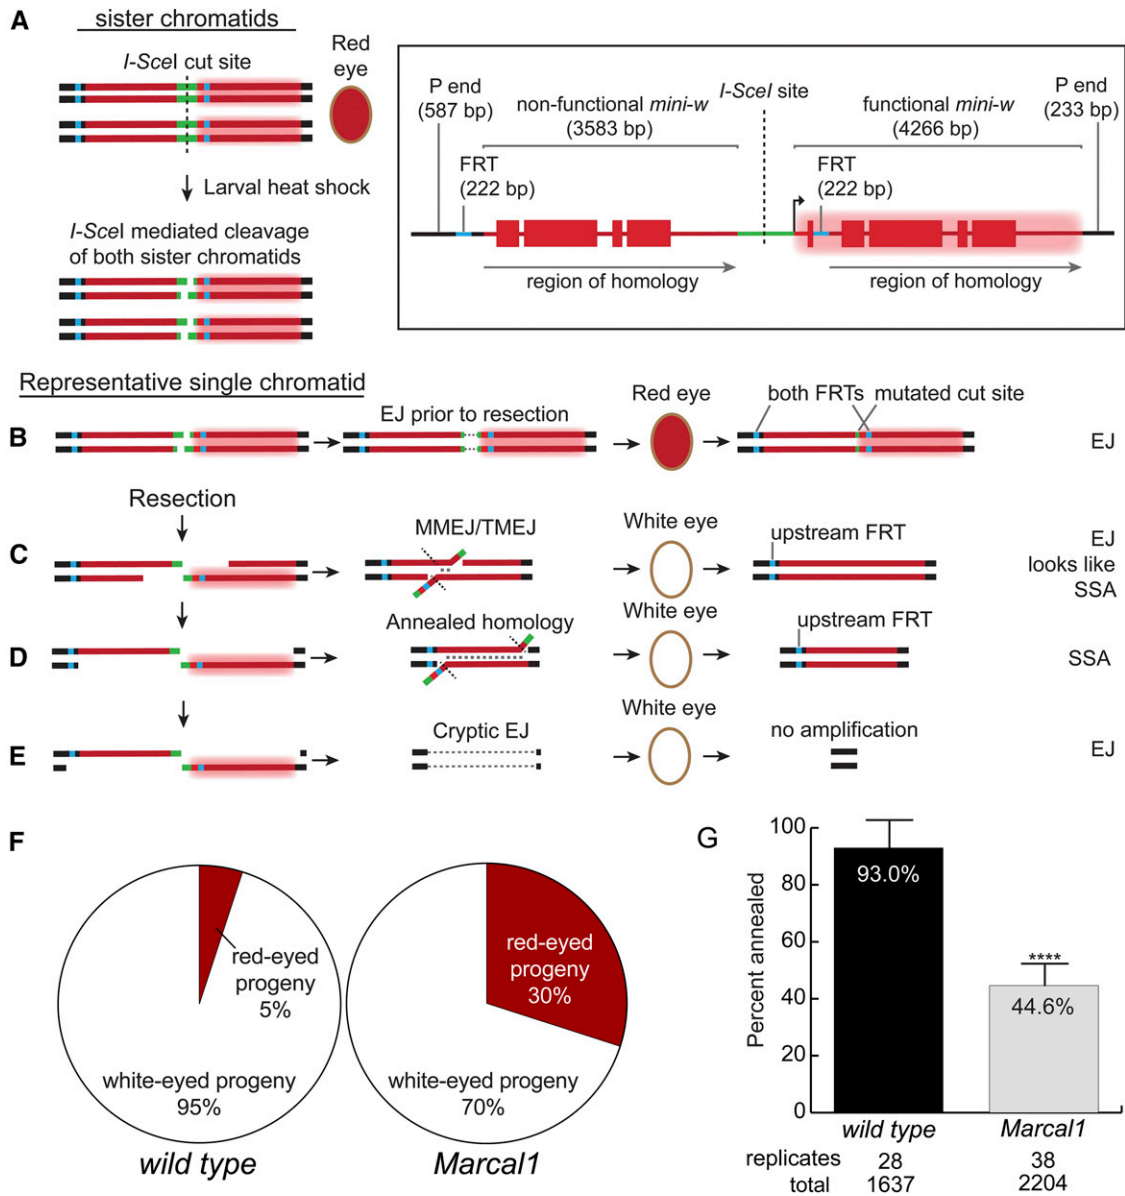 A
sister chromatids
I-SceI cut site
Red
eye
Larval heat shock
I-SceI mediated cleavage
of both sister chromatids
P end
(587 bp)
non-functional mini-w
(3583 bp)
I-SceI site
functional mini-w
(4266 bp)
P end
(233 bp)
FRT
(222 bp)
FRT
(222 bp)
region of homology
region of homology
Representative single chromatid
B
EJ prior to resection
Red eye
both FRTs
mutated cut site
EJ
Resection
C
MMEJ/TMEJ
White eye
upstream FRT
EJ
looks like
SSA
D
Annealed homology
White eye
upstream FRT
SSA
E
Cryptic EJ
White eye
no amplification
EJ
F
red-eyed
progeny
5%
white-eyed progeny
95%
wild type
red-eyed
progeny
30%
white-eyed progeny
70%
Marcal1
G
Percent annealed
100
80
60
40
20
0
93.0%
****
44.6%
wild type
Marcal1
replicates 28 38
total 1637 2204